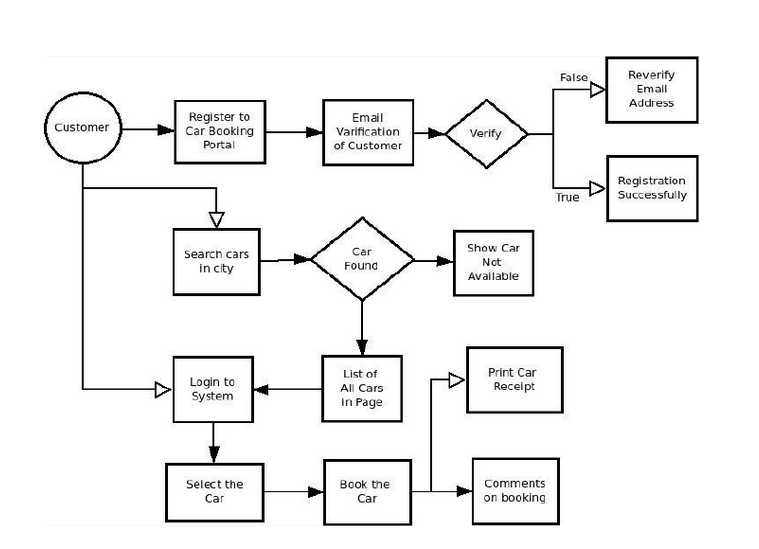 Customer
Register to
Car Booking
Portal
Email
Varification
of Customer
Verify
False
Reverify
Email
Address
True
Registration
Successfully
Search cars
in city
Car
Found
Show Car
Not
Available
Login to
System
List of
All Cars
In Page
Print Car
Receipt
Select the
Car
Book the
Car
Comments
on booking